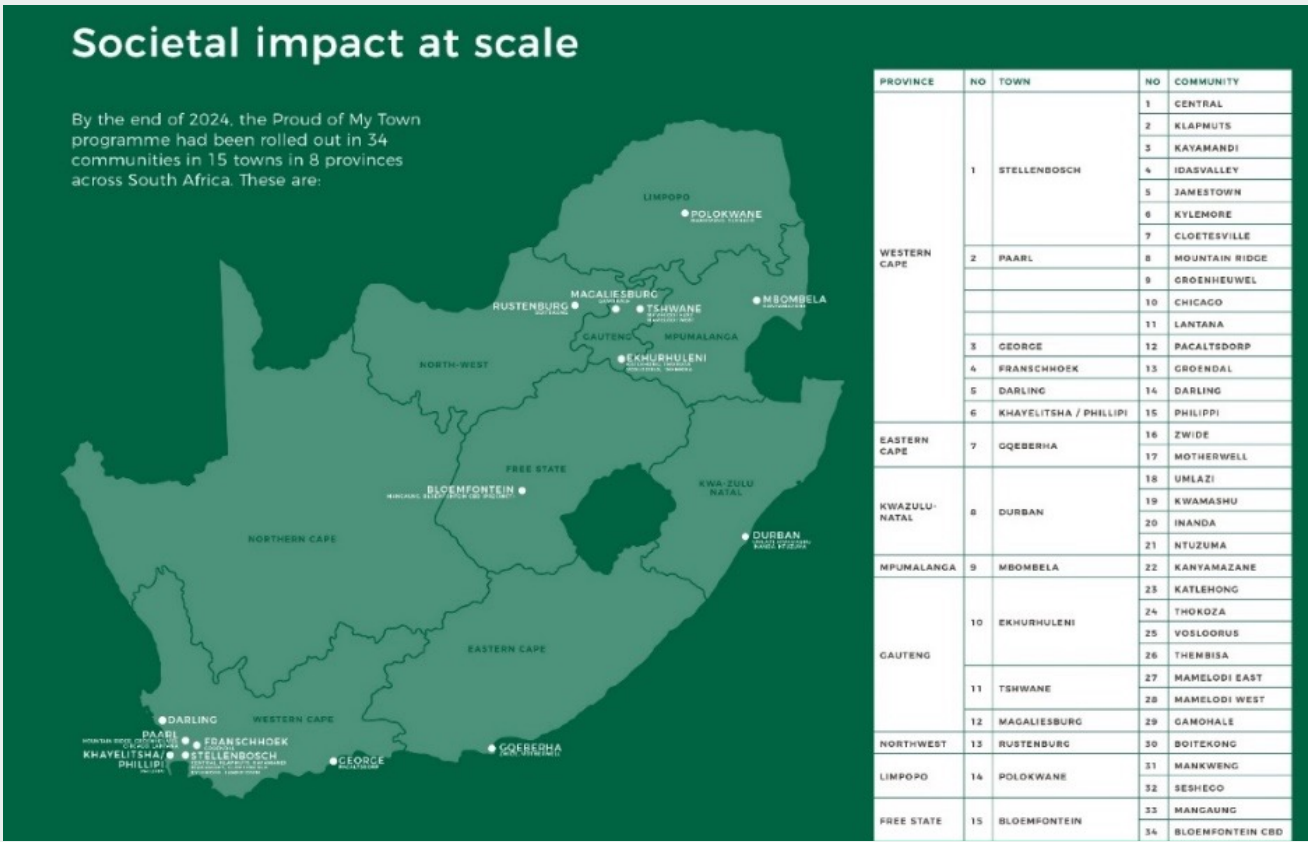 Societal impact at scale
By the end of 2024, the Proud of My Town
programme had been rolled out in 34
communities in 15 towns in 8 provinces
across South Africa. These are:
LIMPOPO
POLOKWANE
MAGALIESBURG
RUSTENBURG
TSHWANE
MBOMBELA
GAUTENG
MPUMALANGA
EKHURHULENI
NORTH-WEST
FREE STATE
BLOEMFONTEIN
KWA-ZULU
NATAL
DURBAN
NORTHERN CAPE
EASTERN CAPE
WESTERN CAPE
DARLING
PAARL
FRANSCHHOEK
KHAYELITSHA/
PHILLIPI
STELLENBOSCH
GEORGE
PACALTSDORP
GQEBERHA
PROVINCE NO TOWN NO COMMUNITY
WESTERN CAPE 1 STELLENBOSCH 1 CENTRAL
2 KLAPMUTS
3 KAYAMANDI
4 IDASVALLEY
5 JAMESTOWN
6 KYLEMORE
7 CLOETESVILLE
2 PAARL 8 MOUNTAIN RIDGE
9 GROENHEUWEL
10 CHICAGO
11 LANTANA
3 GEORGE 12 PACALTSDORP
4 FRANSCHHOEK 13 GROENDAL
5 DARLING 14 DARLING
6 KHAYELITSHA / PHILLIPI 15 PHILIPPI
EASTERN CAPE 7 GQEBERHA 16 ZWIDE
17 MOTHERWELL
KWAZULU-NATAL 8 DURBAN 18 UMLAZI
19 KWAMASHU
20 INANDA
21 NTUZUMA
MPUMALANGA 9 MBOMBELA 22 KANYAMAZANE
GAUTENG 10 EKHURHULENI 23 KATLEHONG
24 THOKOZA
25 VOSLOORUS
26 THEMBISA
11 TSHWANE 27 MAMELODI EAST
28 MAMELODI WEST
12 MAGALIESBURG 29 GAMOHALE
NORTHWEST 13 RUSTENBURG 30 BOITEKONG
LIMPOPO 14 POLOKWANE 31 MANKWENG
32 SESHEGO
FREE STATE 15 BLOEMFONTEIN 33 MANGAUNG
34 BLOEMFONTEIN CBD